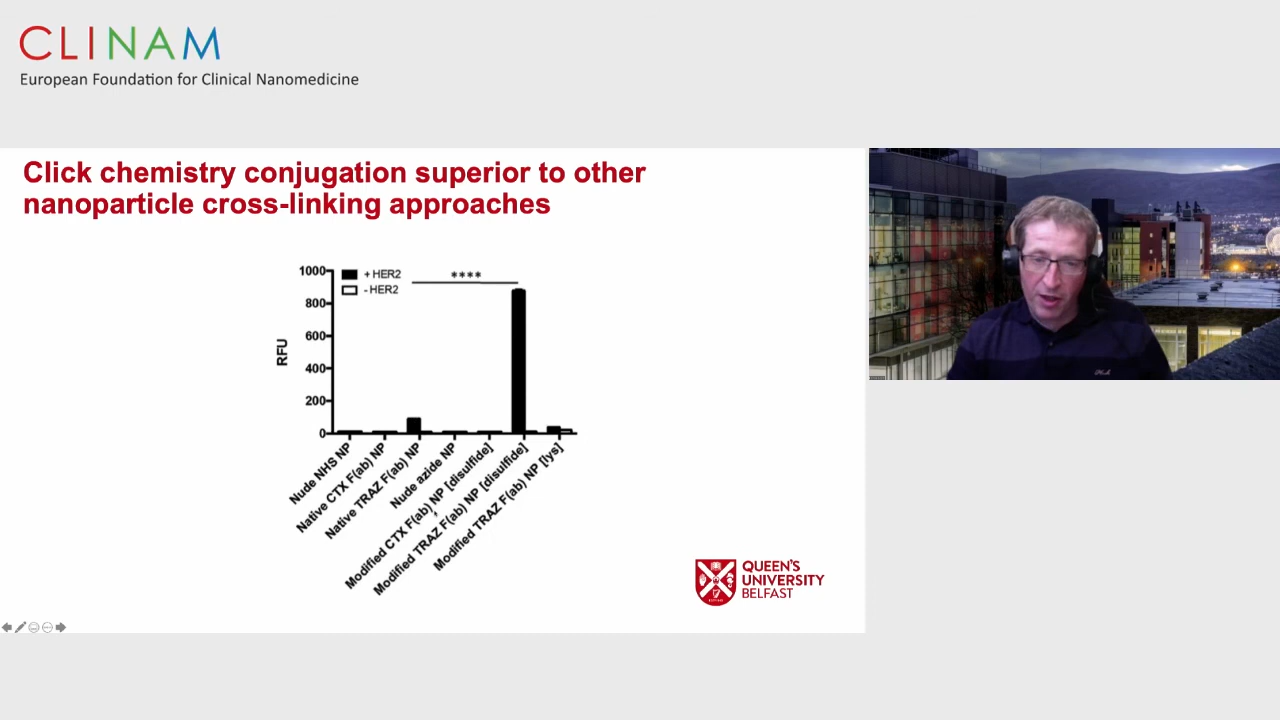 CLINAM
European Foundation for Clinical Nanomedicine
Click chemistry conjugation superior to other
nanoparticle cross-linking approaches
+ HER2
- HER2
****
RFU
1000
800
600
400
200
0
Nude NHS NP
Native CTX F(ab) NP
Native TRAZ F(ab) NP
Nude azide NP
Modified CTX F(ab) NP [disulfide]
Modified TRAZ F(ab) NP [disulfide]
Modified TRAZ F(ab) NP [lys]
QUEEN'S
UNIVERSITY
BELFAST